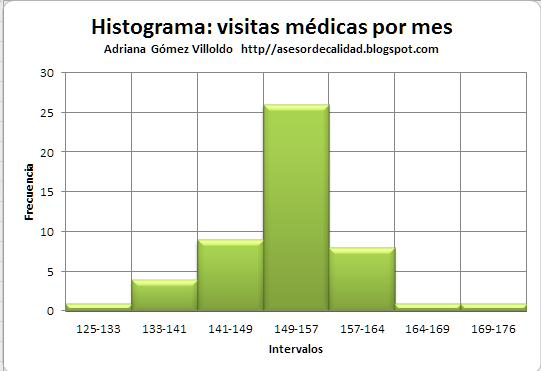 Histograma: visitas médicas por mes
Adriana Gómez Villoldo http//asesordecalidad.blogspot.com
30
25
20
15
10
5
0
Frecuencia
125-133 133-141 141-149 149-157 157-164 164-169 169-176
Intervalos